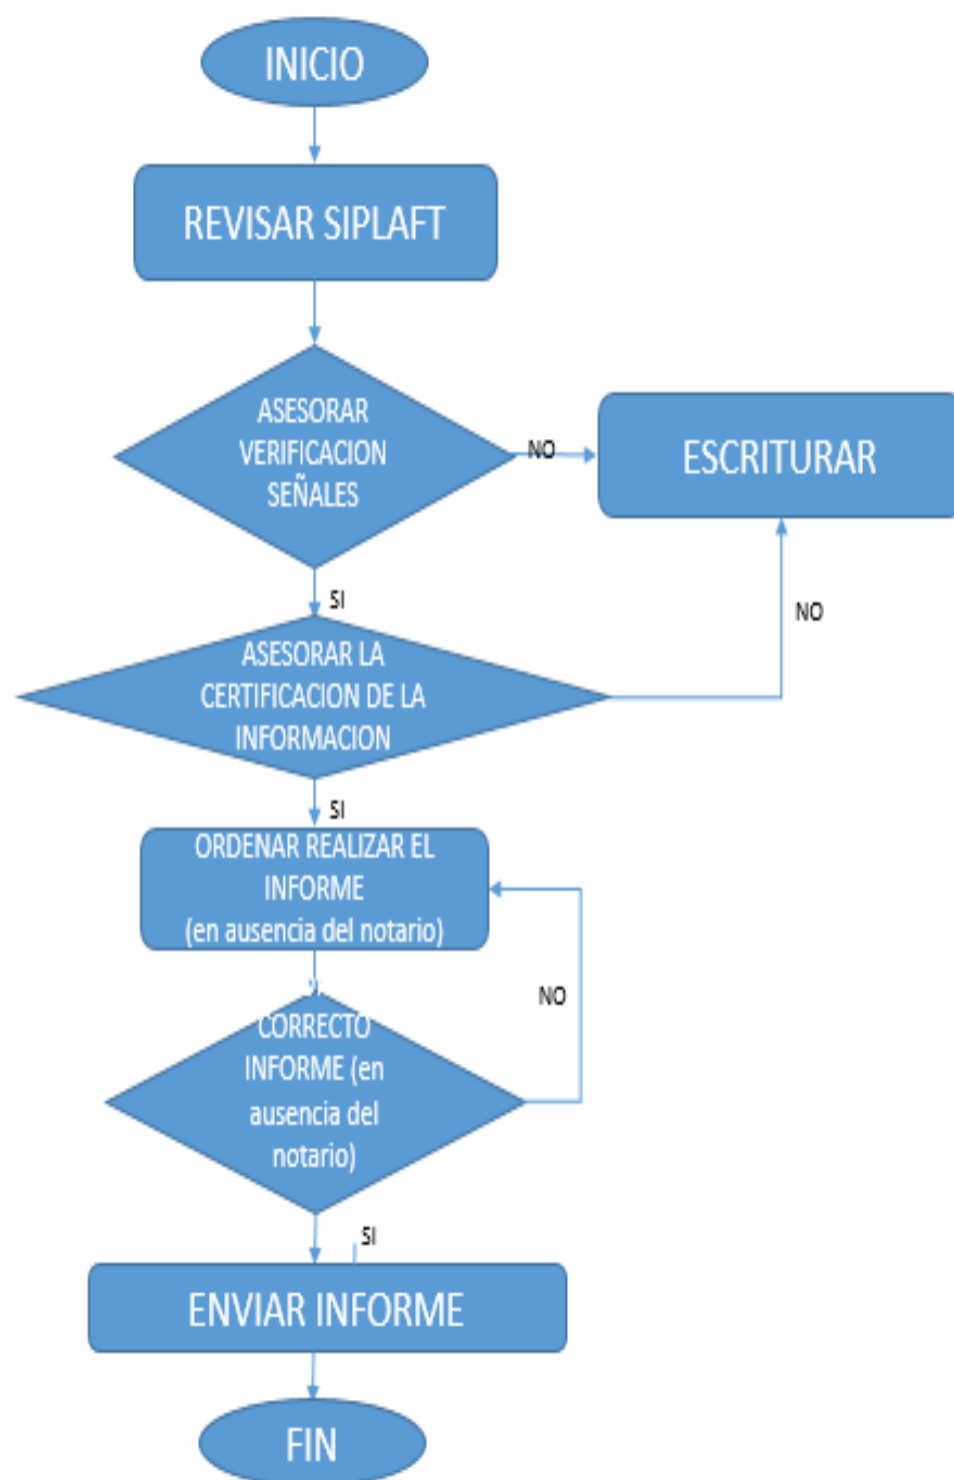 INICIO
REVISAR SIPLAFT
ASESORAR
VERIFICACION
SEÑALES
NO
ESCRITURAR
SI
NO
ASESORAR LA
CERTIFICACION DE LA
INFORMACION
SI
ORDENAR REALIZAR EL
INFORME
(en ausencia del notario)
NO
CORRECTO
INFORME (en
ausencia del
notario)
SI
ENVIAR INFORME
FIN